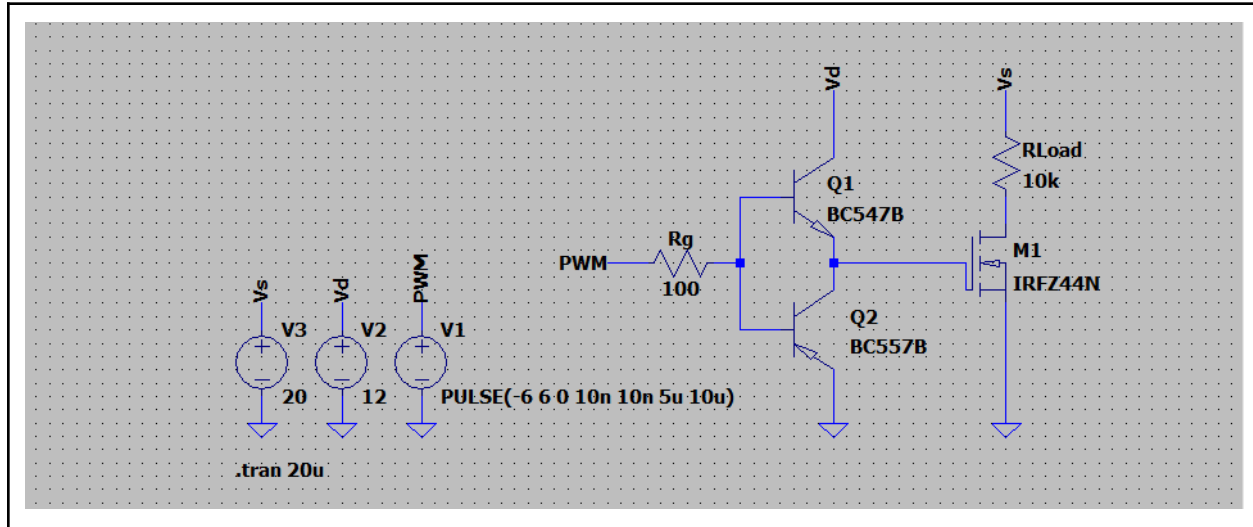 Vd
Vs
RLoad
10k
Q1
BC547B
Rg
PWM
100
M1
IRFZ44N
Vs
Vd
PWM
V3
V2
V1
Q2
BC557B
20
12
PULSE(-6 6 0 10n 10n 5u 10u)
.tran 20u